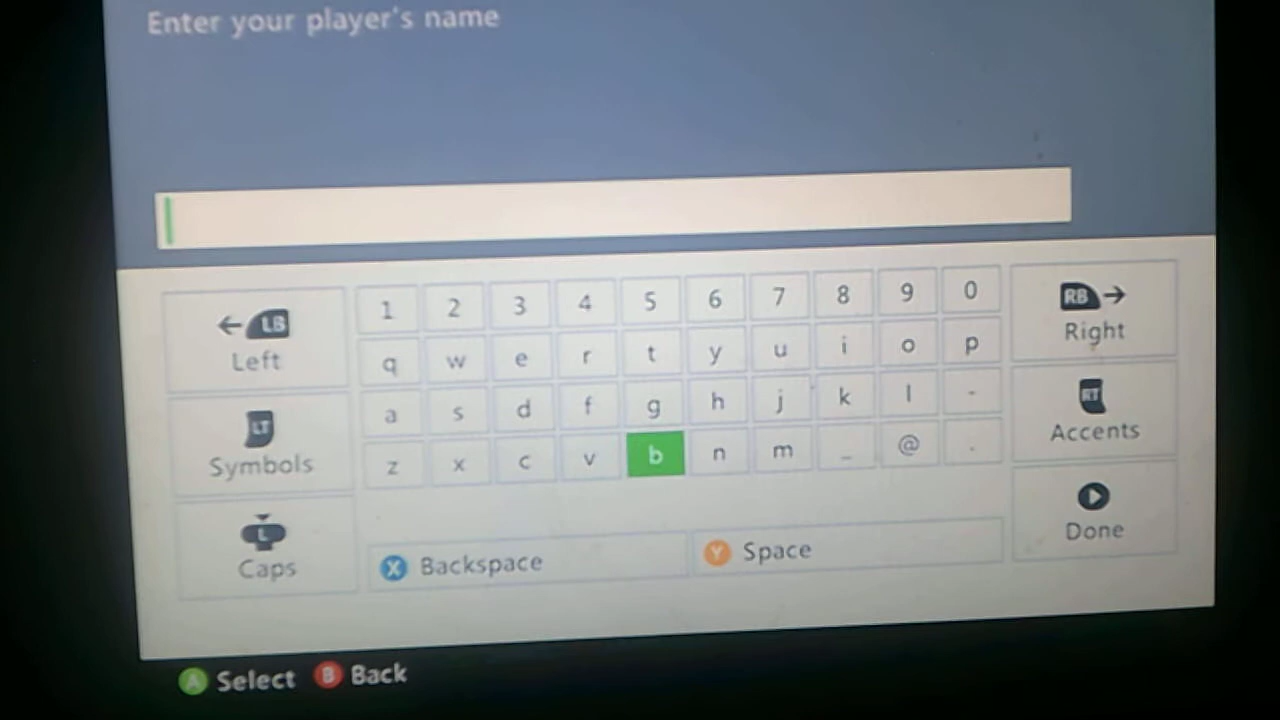 Enter your player's name
LB
Left
1 2 3 4 5 6 7 8 9 0
RB
Right
q w e r t y u i o p
LT
Symbols
a s d f g h j k l -
RT
Accents
z x c v b n m _ @ .
L
Caps
X Backspace
Y Space
Done
A Select B Back